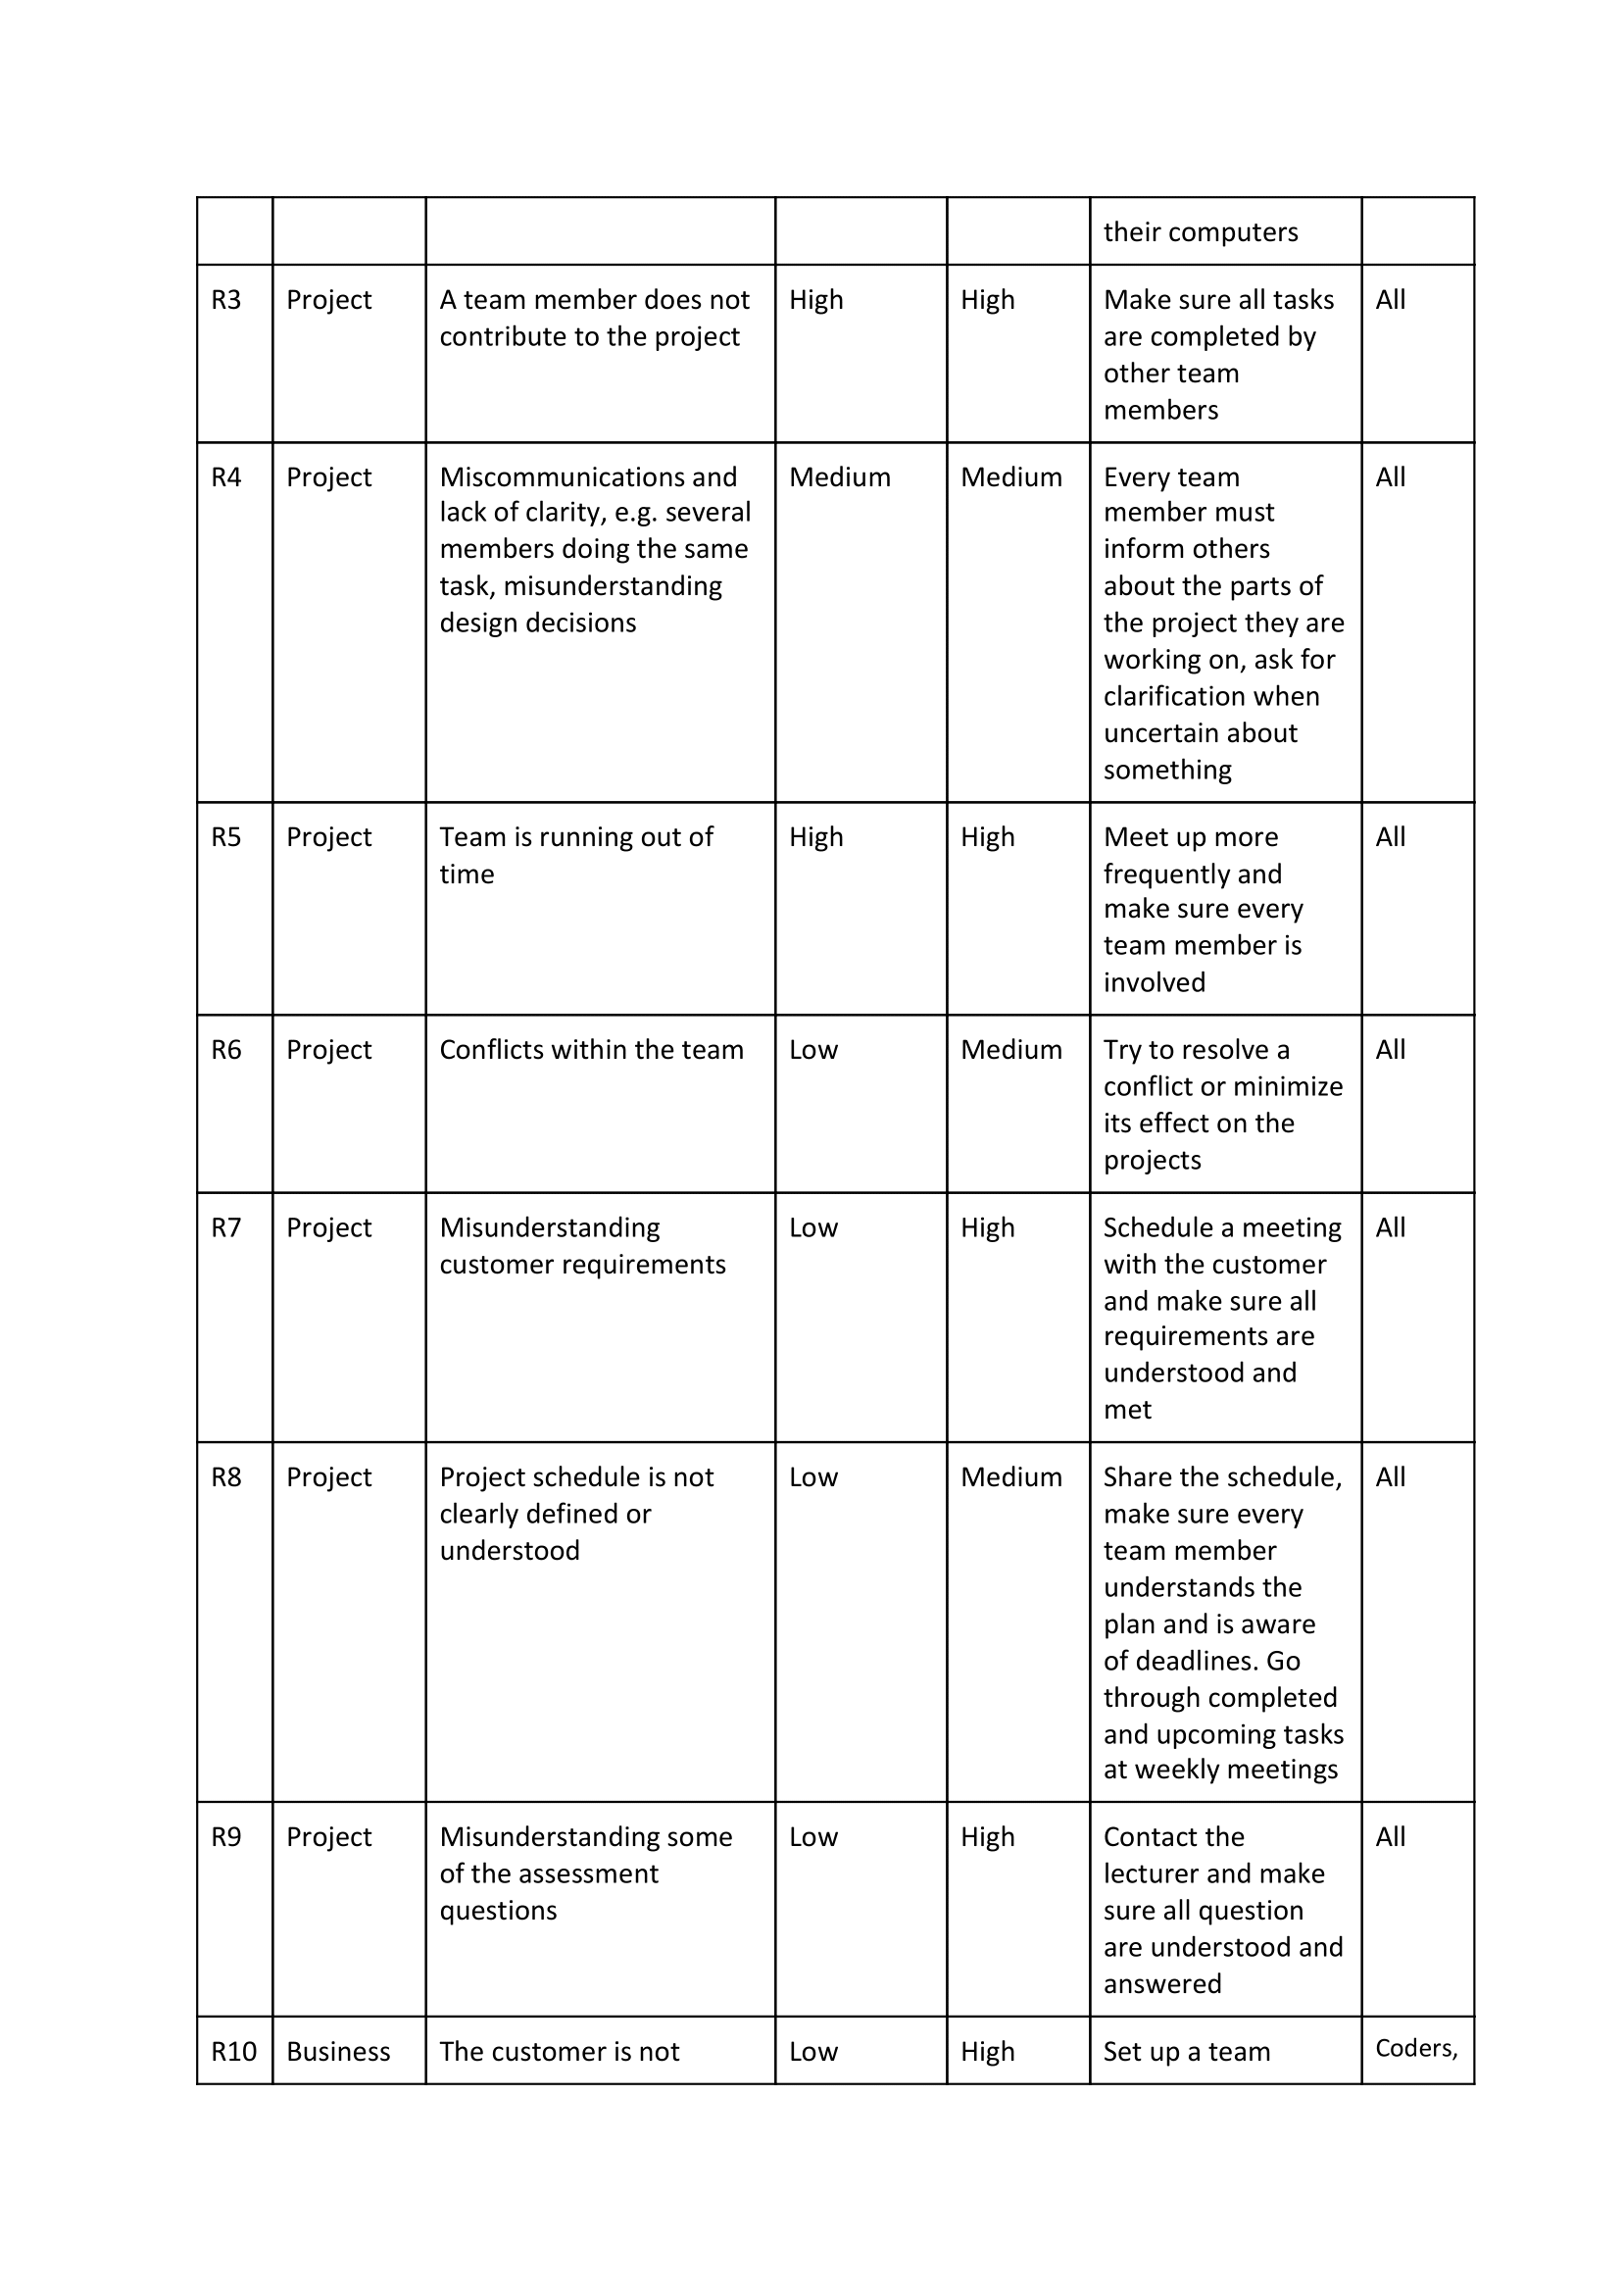 their computers
R3 Project A team member does not High High Make sure all tasks All
contribute to the project are completed by
other team
members
R4 Project Miscommunications and Medium Medium Every team All
lack of clarity, e.g. several member must
members doing the same inform others
task, misunderstanding about the parts of
design decisions the project they are
working on, ask for
clarification when
uncertain about
something
R5 Project Team is running out of High High Meet up more All
time frequently and
make sure every
team member is
involved
R6 Project Conflicts within the team Low Medium Try to resolve a All
conflict or minimize
its effect on the
projects
R7 Project Misunderstanding Low High Schedule a meeting All
customer requirements with the customer
and make sure all
requirements are
understood and
met
R8 Project Project schedule is not Low Medium Share the schedule, All
clearly defined or make sure every
understood team member
understands the
plan and is aware
of deadlines. Go
through completed
and upcoming tasks
at weekly meetings
R9 Project Misunderstanding some Low High Contact the All
of the assessment lecturer and make
questions sure all question
are understood and
answered
R10 Business The customer is not Low High Set up a team Coders,